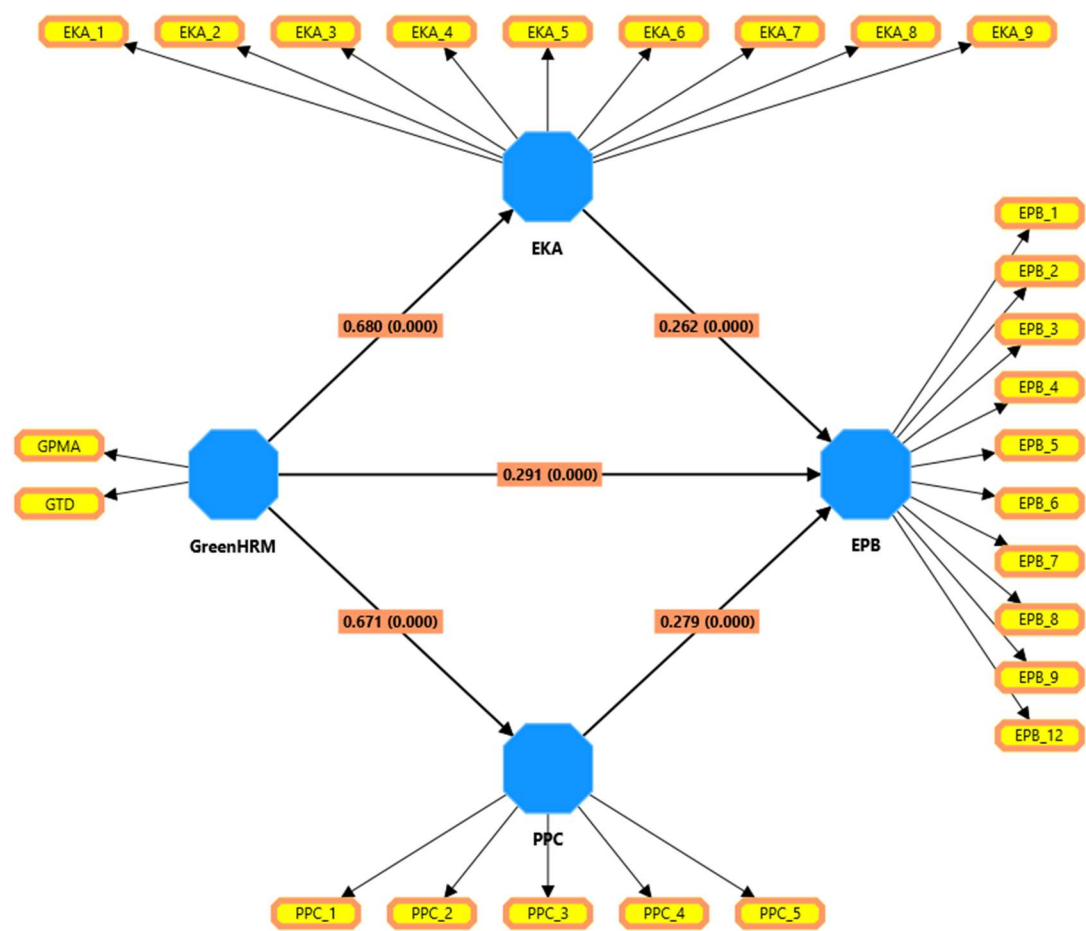 EKA_1 EKA_2 EKA_3 EKA_4 EKA_5 EKA_6 EKA_7 EKA_8 EKA_9
EKA
EPB_1
EPB_2
EPB_3
EPB_4
EPB_5
EPB_6
EPB_7
EPB_8
EPB_9
EPB_12
0.680 (0.000)
0.262 (0.000)
GPMA
GTD
GreenHRM
0.291 (0.000)
EPB
0.671 (0.000)
0.279 (0.000)
PPC
PPC_1 PPC_2 PPC_3 PPC_4 PPC_5